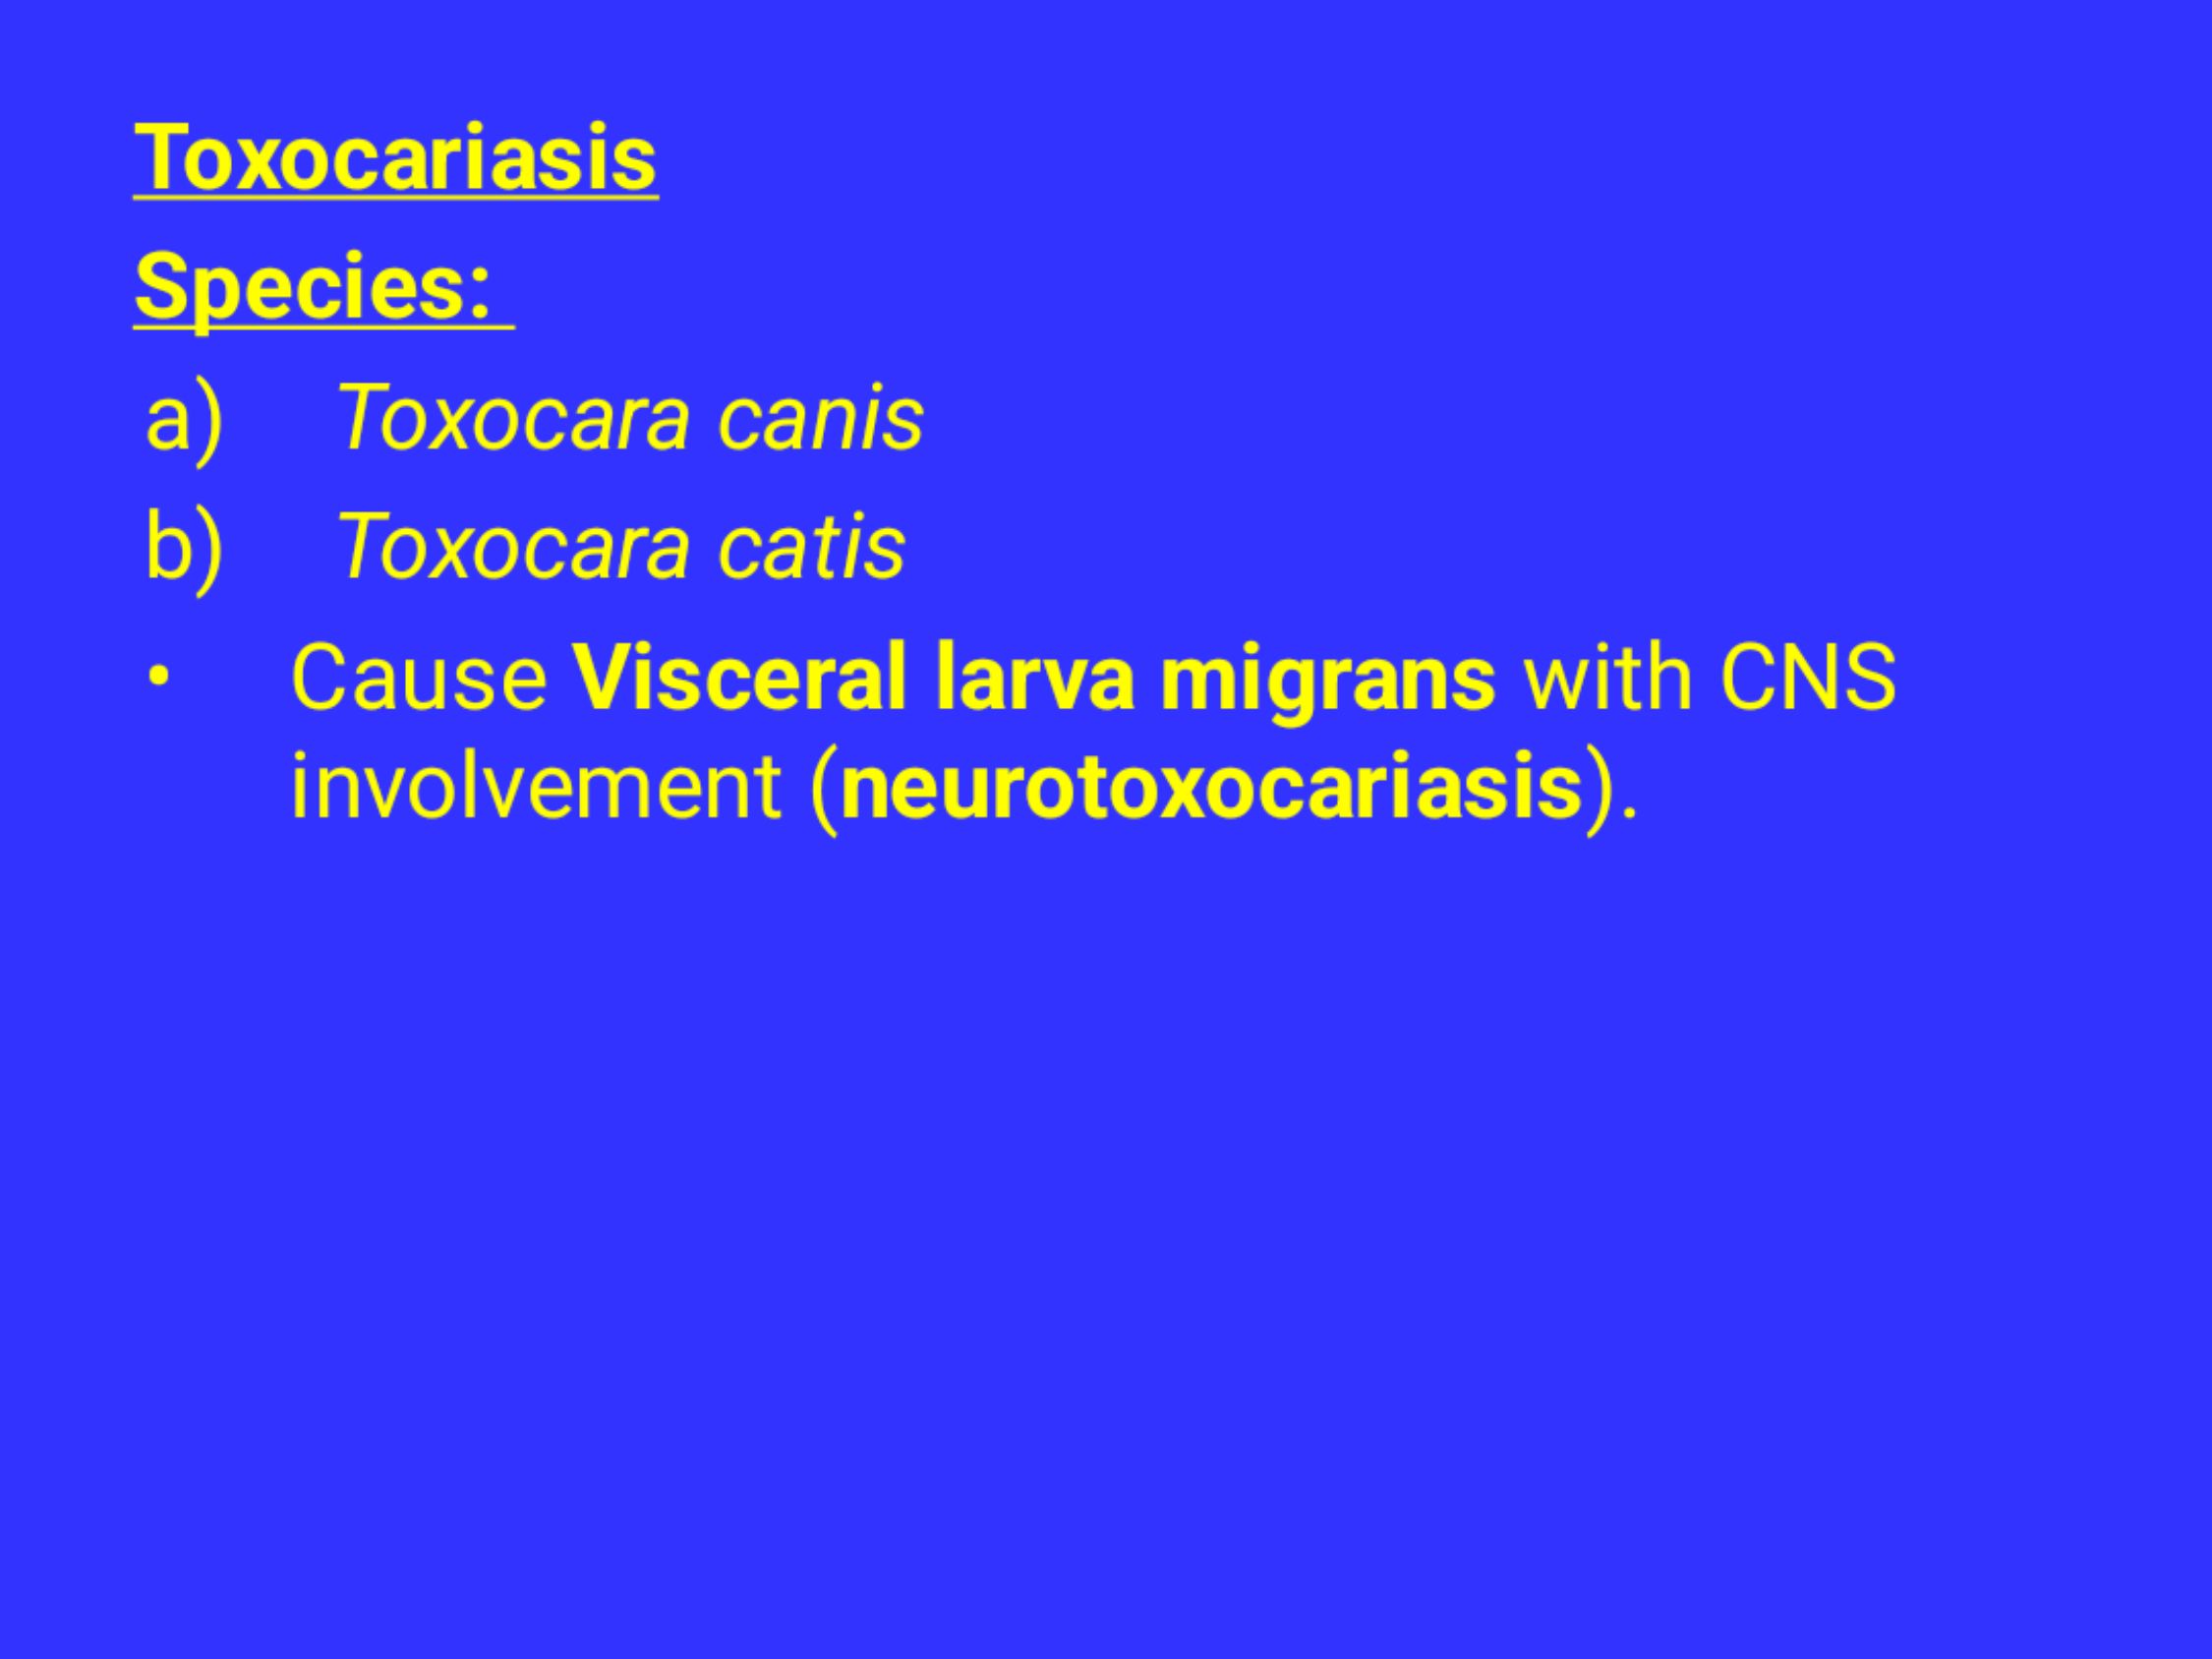 Toxocariasis
Species:
a) Toxocara canis
b) Toxocara catis
• Cause Visceral larva migrans with CNS
involvement (neurotoxocariasis).